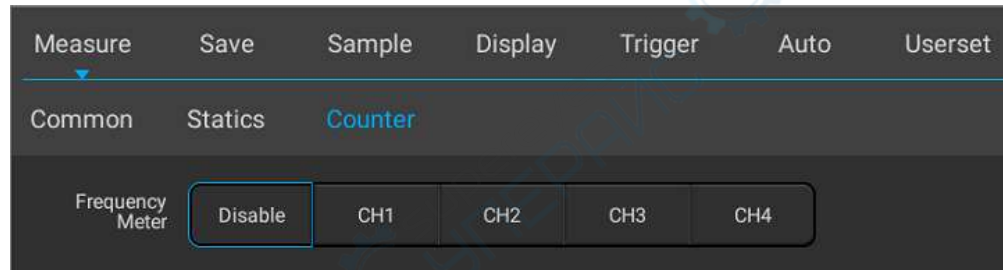 Measure Save Sample Display Trigger Auto Userset
Common Statics Counter
Frequency
Meter Disable CH1 CH2 CH3 CH4